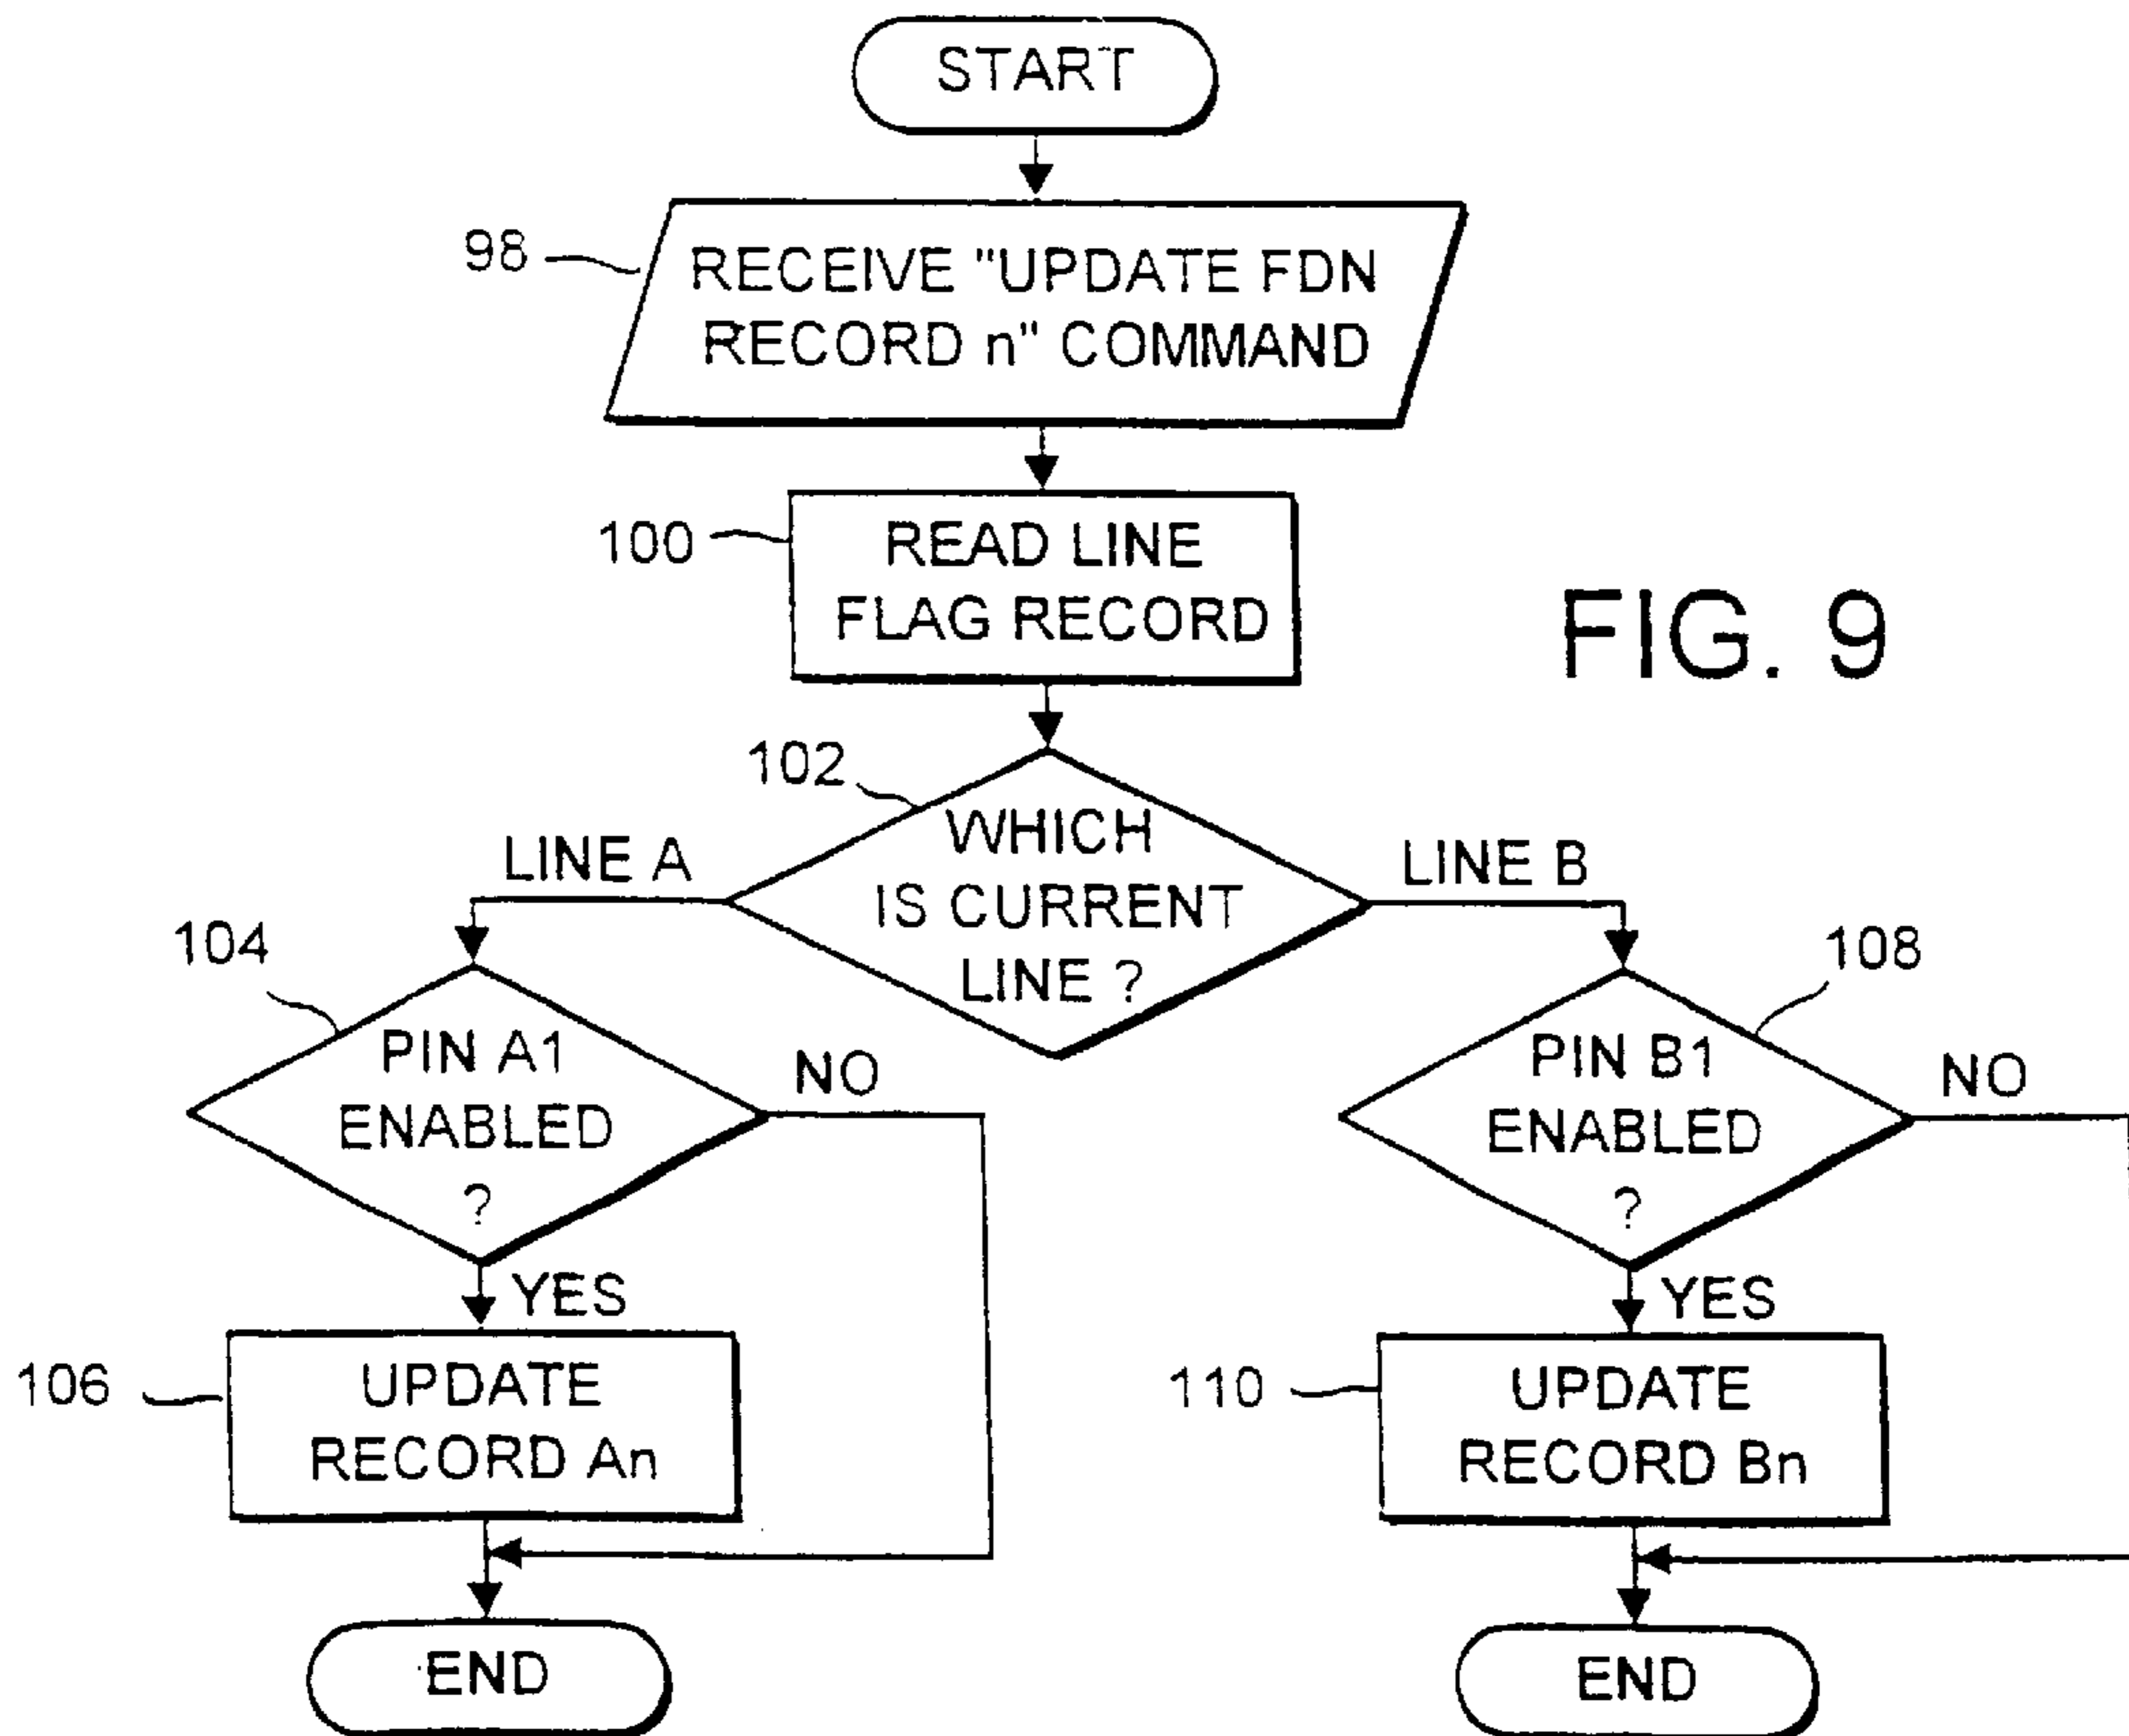 START
98
RECEIVE "UPDATE FDN
RECORD n" COMMAND
100
READ LINE
FLAG RECORD
FIG. 9
102
WHICH
IS CURRENT
LINE ?
LINE A
LINE B
104
PIN A1
ENABLED
?
NO
108
PIN B1
ENABLED
?
NO
YES
YES
106
UPDATE
RECORD An
110
UPDATE
RECORD Bn
END
END